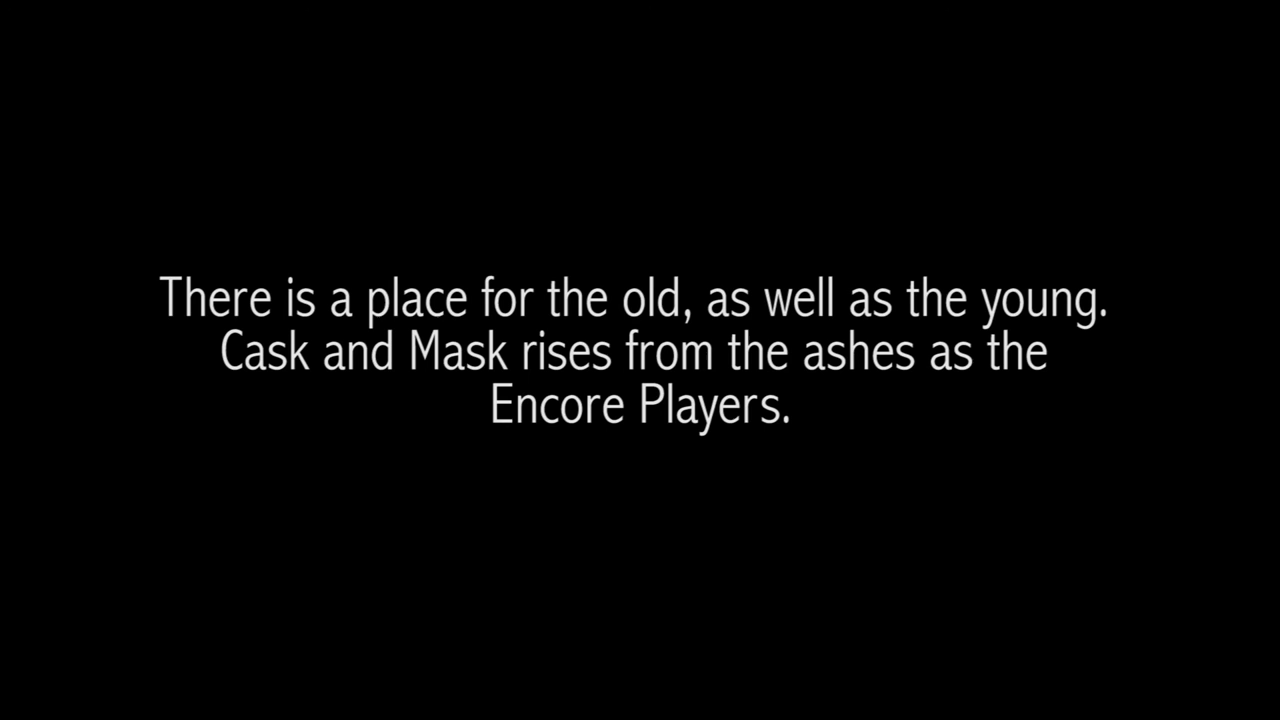 There is a place for the old, as well as the young.
Cask and Mask rises from the ashes as the
Encore Players.